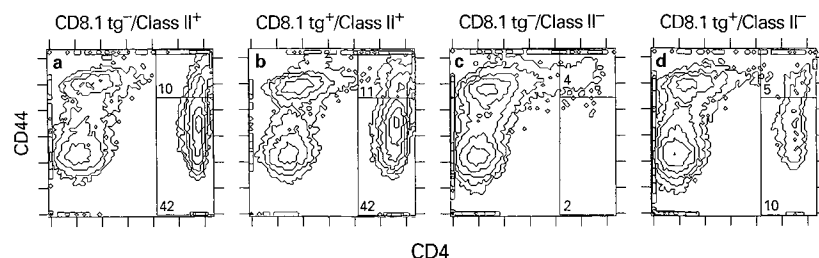 CD8.1 tg⁻/Class II⁺
CD8.1 tg⁺/Class II⁺
CD8.1 tg⁻/Class II⁻
CD8.1 tg⁺/Class II⁻
a
b
c
d
10
11
4
5
42
42
2
10
CD44
CD4